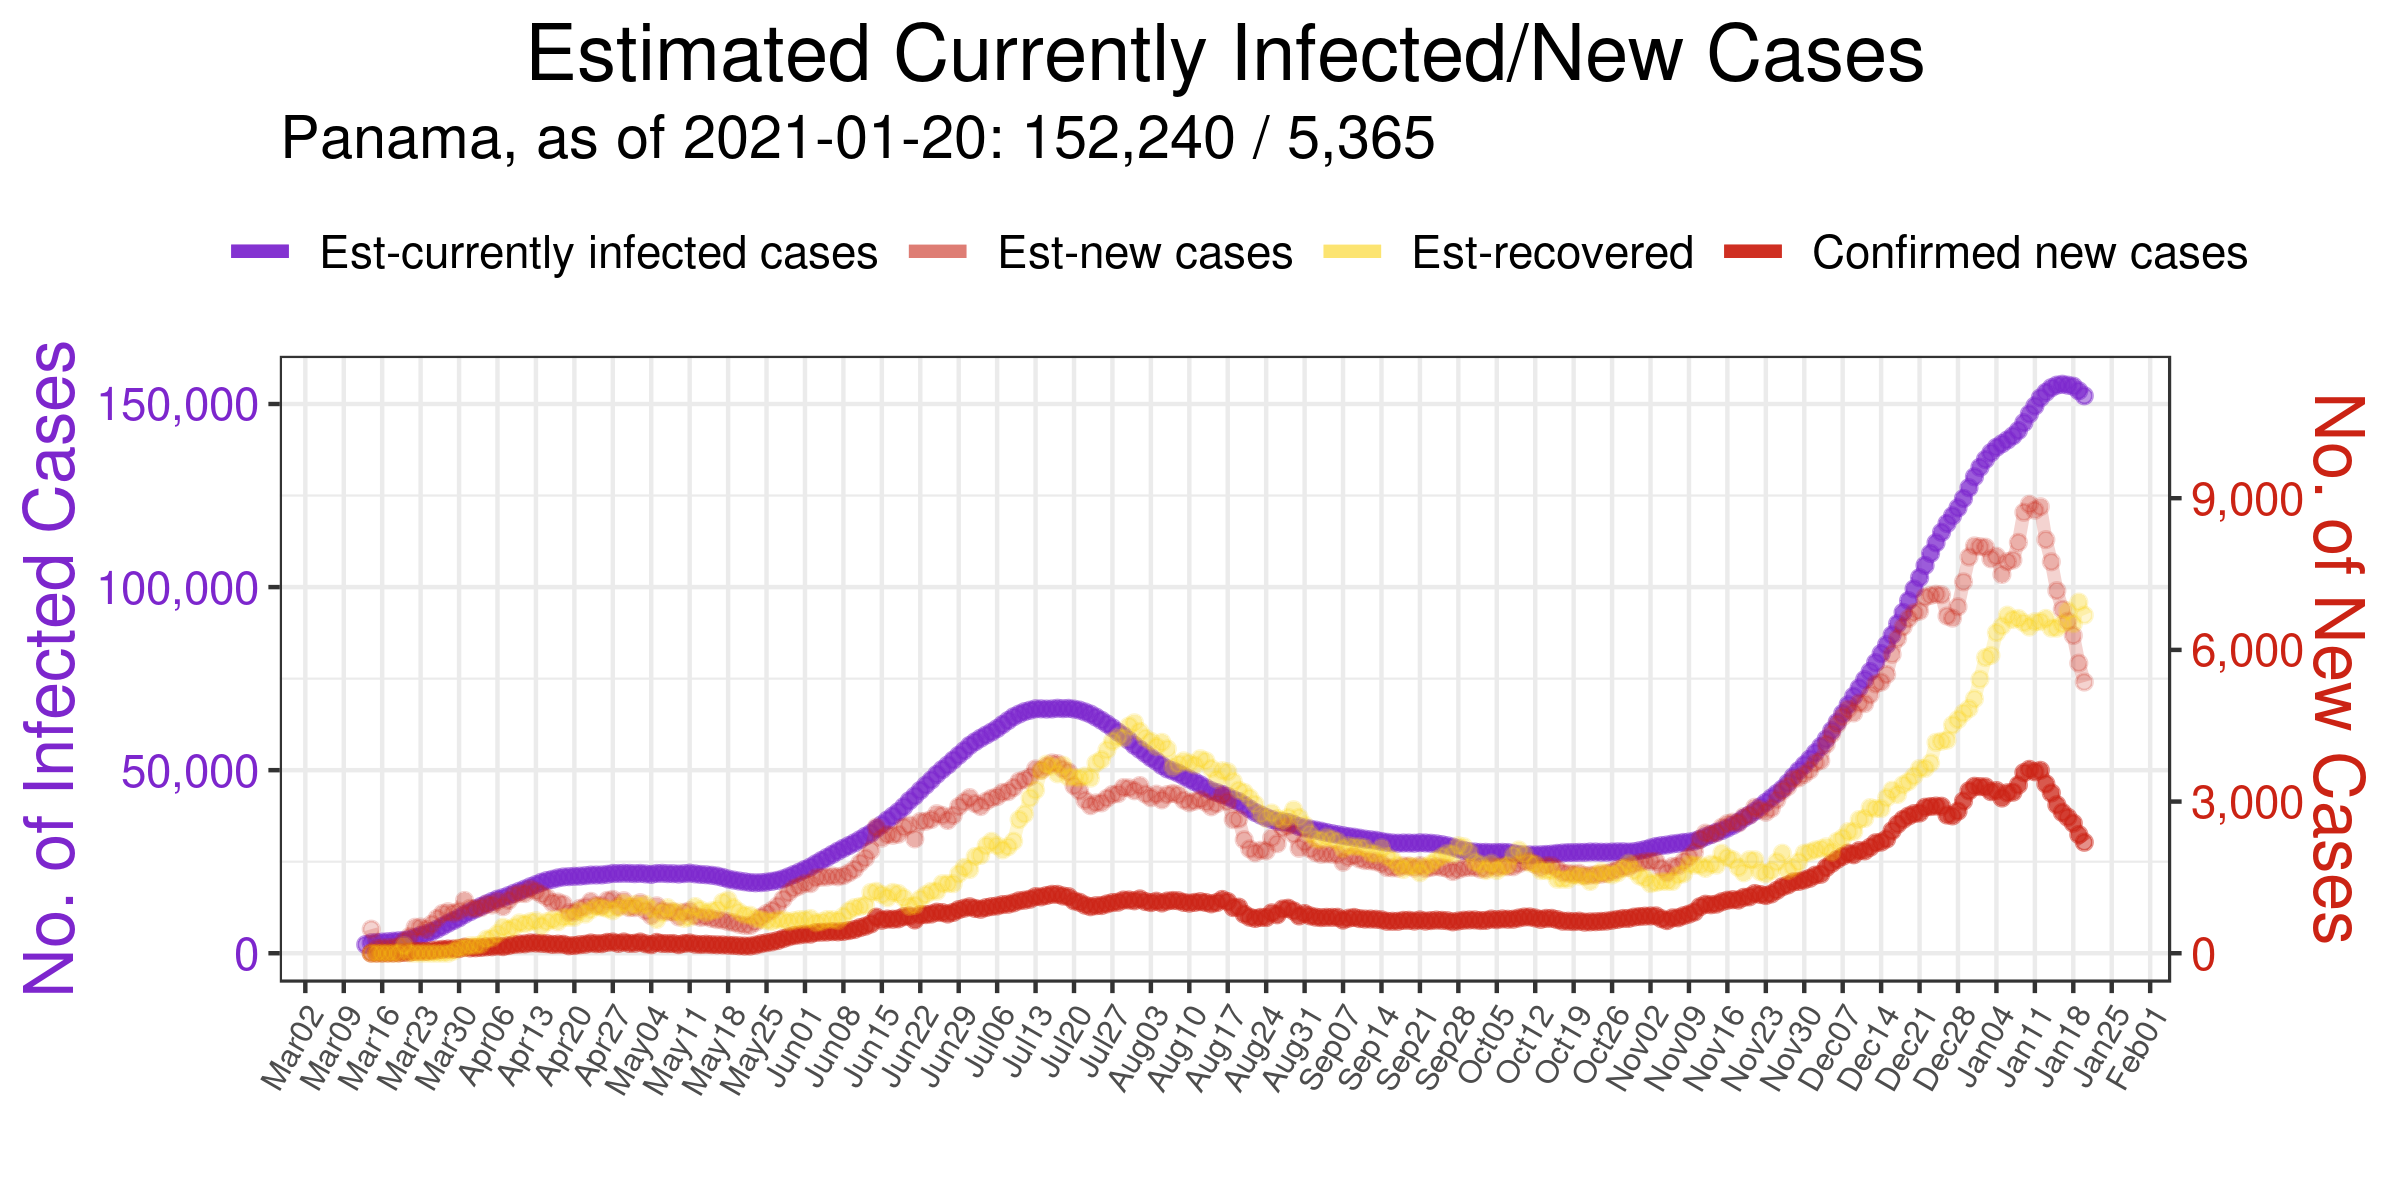 Estimated Currently Infected/New Cases
Panama, as of 2021-01-20: 152,240 / 5,365
Est-currently infected cases Est-new cases Est-recovered Confirmed new cases
No. of Infected Cases
150,000
100,000
50,000
0
9,000
6,000
3,000
0
No. of New Cases
Mar02 Mar09 Mar16 Mar23 Mar30 Apr06 Apr13 Apr20 Apr27 May04 May11 May18 May25 Jun01 Jun08 Jun15 Jun22 Jun29 Jul06 Jul13 Jul20 Jul27 Aug03 Aug10 Aug17 Aug24 Aug31 Sep07 Sep14 Sep21 Sep28 Oct05 Oct12 Oct19 Oct26 Nov02 Nov09 Nov16 Nov23 Nov30 Dec07 Dec14 Dec21 Dec28 Jan04 Jan11 Jan18 Jan25 Feb01